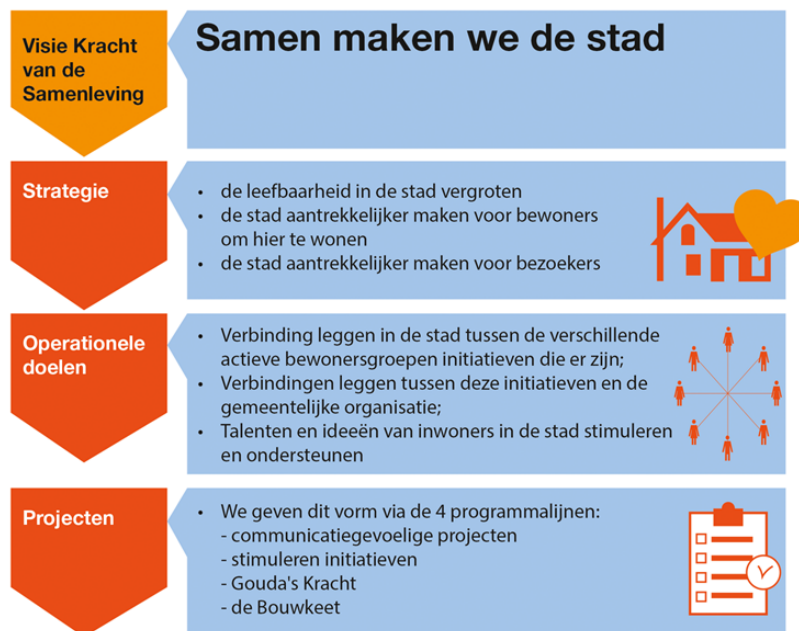 Visie Kracht
van de
Samenleving
Samen maken we de stad
Strategie
• de leefbaarheid in de stad vergroten
• de stad aantrekkelijker maken voor bewoners
om hier te wonen
• de stad aantrekkelijker maken voor bezoekers
Operationele
doelen
• Verbinding leggen in de stad tussen de verschillende
actieve bewonersgroepen initiatieven die er zijn;
• Verbindingen leggen tussen deze initiatieven en de
gemeentelijke organisatie;
• Talenten en ideeën van inwoners in de stad stimuleren
en ondersteunen
Projecten
• We geven dit vorm via de 4 programmalijnen:
- communicatiegevoelige projecten
- stimuleren initiatieven
- Gouda's Kracht
- de Bouwkeet